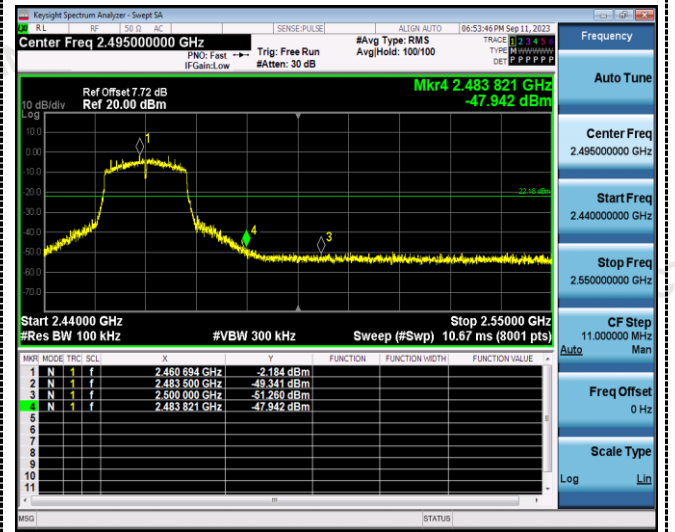 Keysight Spectrum Analyzer - Swept SA
RL RF 50 Ω AC SENSE:PULSE ALIGN AUTO 06:53:46 PM Sep 11, 2023
Center Freq 2.495000000 GHz
PNO: Fast
IFGain:Low
Trig: Free Run
#Atten: 30 dB
#Avg Type: RMS
Avg|Hold: 100/100
TRACE 1 2 3 4 5 6
TYPE M WWWWW
DET P P P P P P
Frequency
Auto Tune
Center Freq
2.495000000 GHz
Start Freq
2.440000000 GHz
Stop Freq
2.550000000 GHz
CF Step
11.000000 MHz
Auto Man
Freq Offset
0 Hz
Scale Type
Log Lin
Ref Offset 7.72 dB
10 dB/div Ref 20.00 dBm
Log
Mkr4 2.483 821 GHz
-47.942 dBm
10.0
0.00
-10.0
-20.0
-30.0
-40.0
-50.0
-60.0
-70.0
1
4
3
-22.18 dBm
Start 2.44000 GHz Stop 2.55000 GHz
#Res BW 100 kHz #VBW 300 kHz Sweep (#Swp) 10.67 ms (8001 pts)
MKR MODE TRC SCL X Y FUNCTION FUNCTION WIDTH FUNCTION VALUE
1 N 1 f 2.460 694 GHz -2.184 dBm
2 N 1 f 2.483 500 GHz -49.341 dBm
3 N 1 f 2.500 000 GHz -51.260 dBm
4 N 1 f 2.483 821 GHz -47.942 dBm
5
6
7
8
9
10
11
MSG STATUS